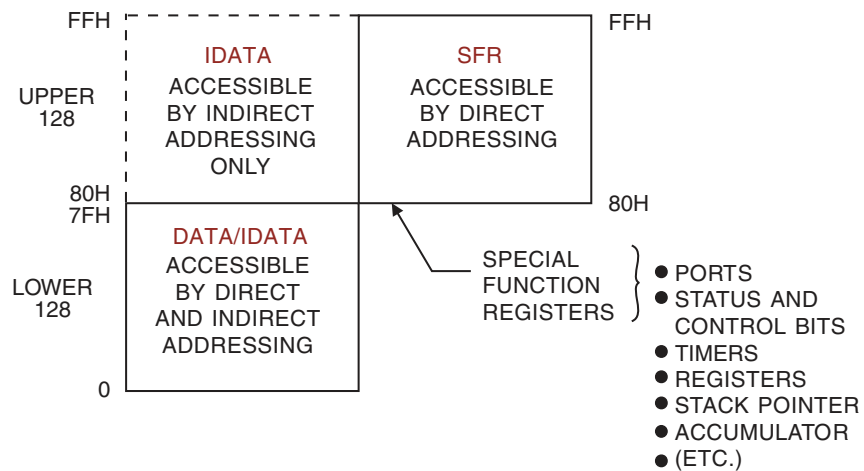 FFH
UPPER
128
80H
7FH
LOWER
128
0
IDATA
ACCESSIBLE
BY INDIRECT
ADDRESSING
ONLY
SFR
ACCESSIBLE
BY DIRECT
ADDRESSING
FFH
80H
DATA/IDATA
ACCESSIBLE
BY DIRECT
AND INDIRECT
ADDRESSING
SPECIAL
FUNCTION
REGISTERS
● PORTS
● STATUS AND
CONTROL BITS
● TIMERS
● REGISTERS
● STACK POINTER
● ACCUMULATOR
● (ETC.)